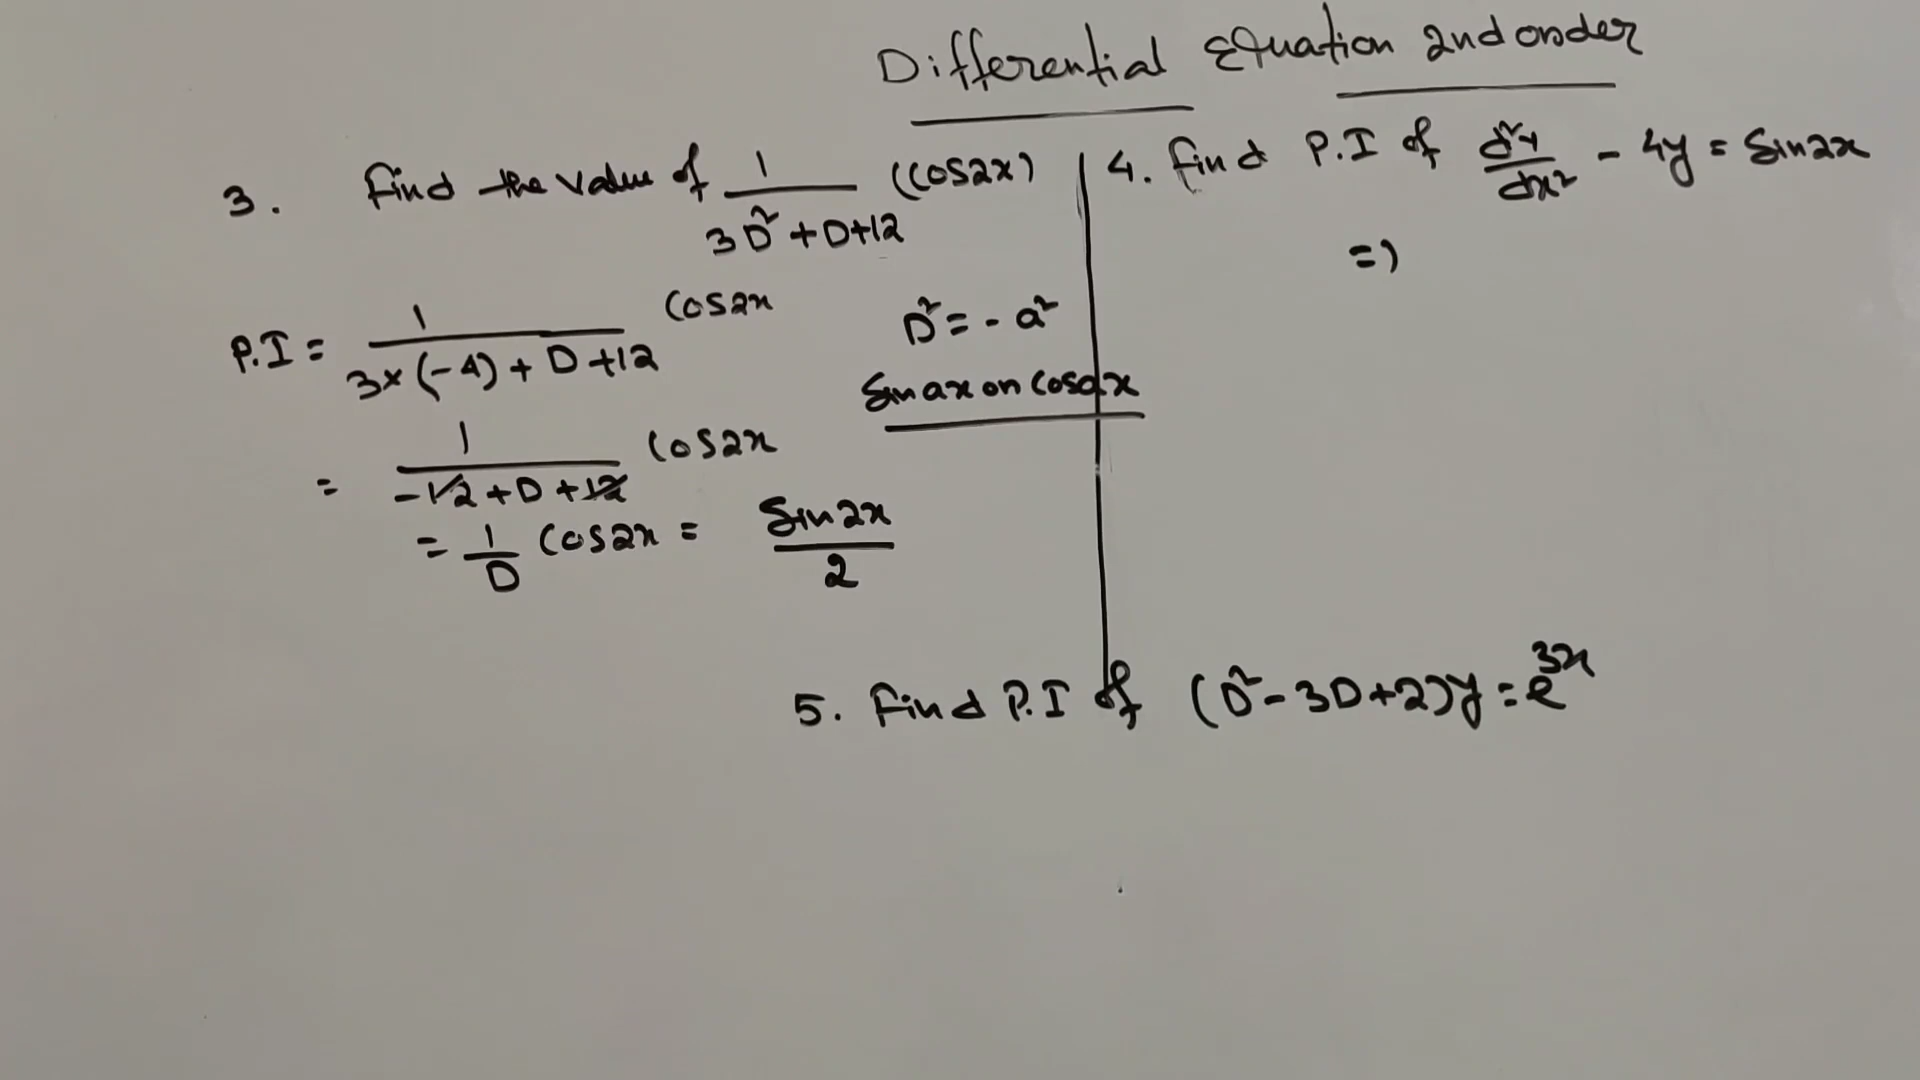 Differential Equation 2nd order
3. Find the value of 1/(3D²+D+12) (cos2x)
P.I = 1/(3×(-4)+D+12) cos2x
= 1/(-12+D+12) cos2x
= 1/D cos2x = sin2x/2
D² = -a²
sin ax or cos ax
4. Find P.I of d²y/dx² - 4y = sin2x
=>
5. Find P.I of (D²-3D+2)y = e³ˣ